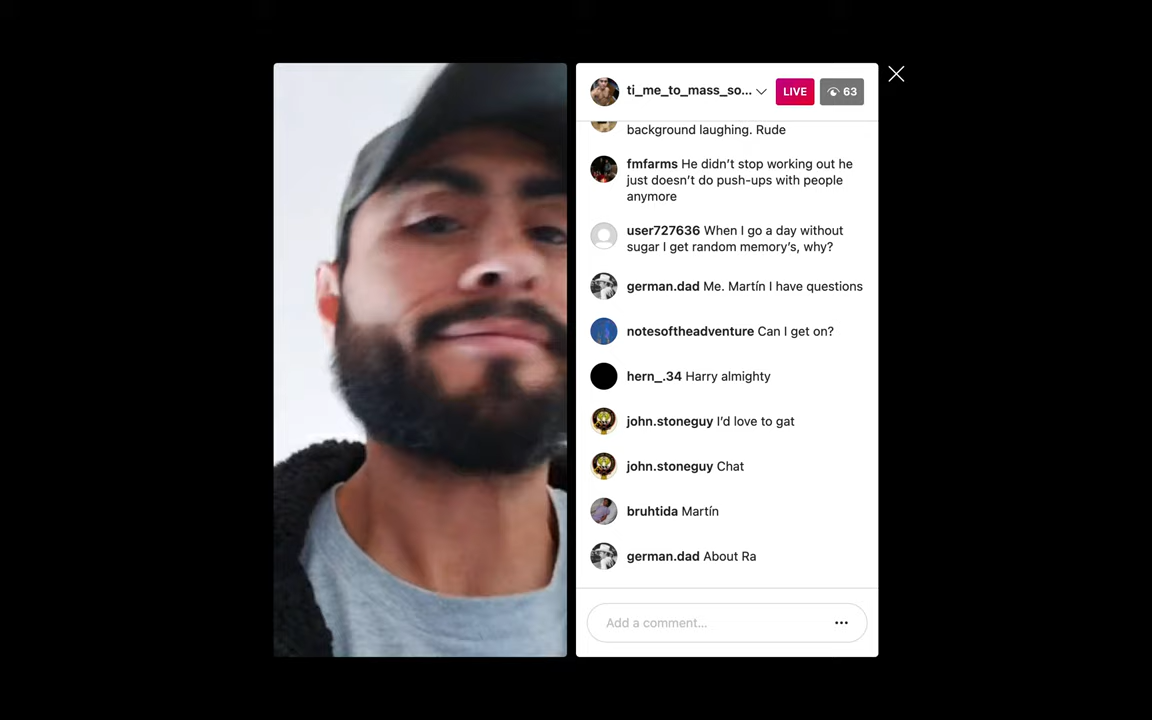 ti_me_to_mass_so...
LIVE
63
background laughing. Rude
fmfarms He didn’t stop working out he
just doesn’t do push-ups with people
anymore
user727636 When I go a day without
sugar I get random memory’s, why?
german.dad Me. Martín I have questions
notesoftheadventure Can I get on?
hern_.34 Harry almighty
john.stoneguy I’d love to gat
john.stoneguy Chat
bruhtida Martín
german.dad About Ra
Add a comment...